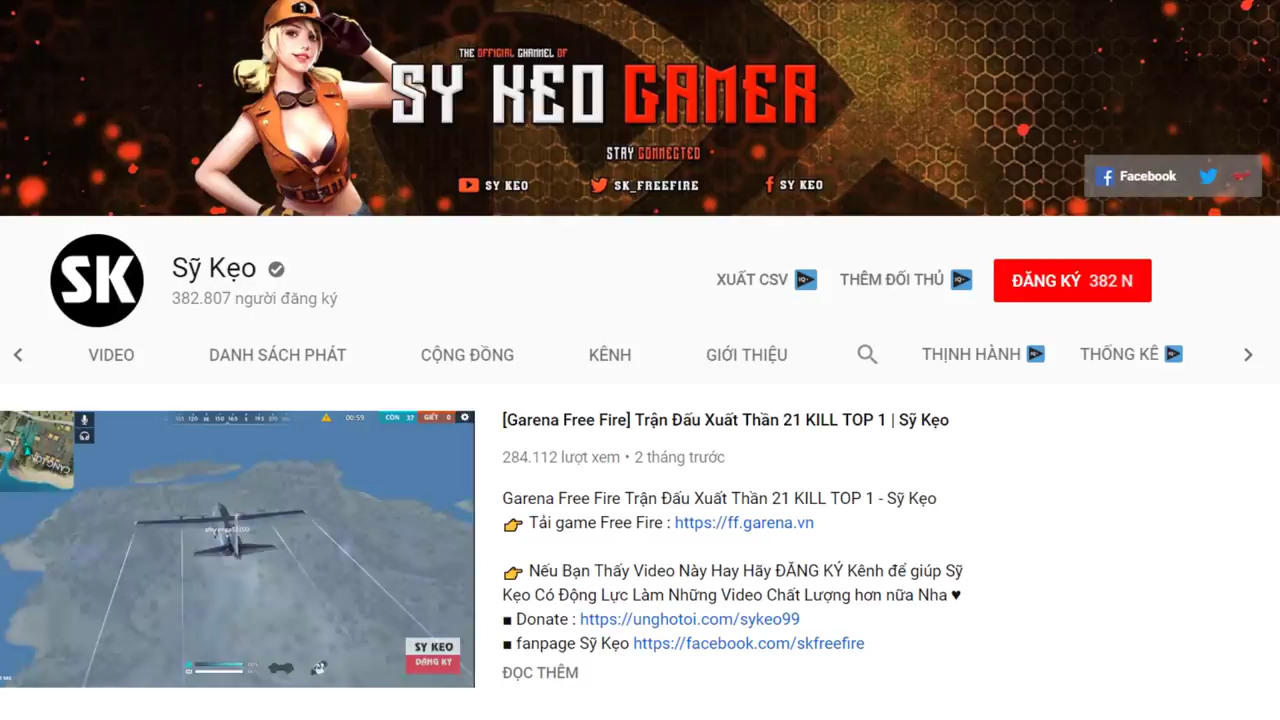 THE OFFICIAL CHANNEL OF
SY KEO GAMER
STAY CONNECTED
SY KEO SK_FREEFIRE SY KEO
Facebook
SK
Sỹ Kẹo
382.807 người đăng ký
XUẤT CSV THÊM ĐỐI THỦ ĐĂNG KÝ 382 N
VIDEO DANH SÁCH PHÁT CỘNG ĐỒNG KÊNH GIỚI THIỆU THỊNH HÀNH THỐNG KÊ
00:59 CÒN 37 GIẾT 0
SY KEO
ĐĂNG KÝ
[Garena Free Fire] Trận Đấu Xuất Thần 21 KILL TOP 1 | Sỹ Kẹo
284.112 lượt xem • 2 tháng trước
Garena Free Fire Trận Đấu Xuất Thần 21 KILL TOP 1 - Sỹ Kẹo
👉 Tải game Free Fire : https://ff.garena.vn
👉 Nếu Bạn Thấy Video Này Hay Hãy ĐĂNG KÝ Kênh để giúp Sỹ
Kẹo Có Động Lực Làm Những Video Chất Lượng hơn nữa Nha ♥
■ Donate : https://unghotoi.com/sykeo99
■ fanpage Sỹ Kẹo https://facebook.com/skfreefire
ĐỌC THÊM